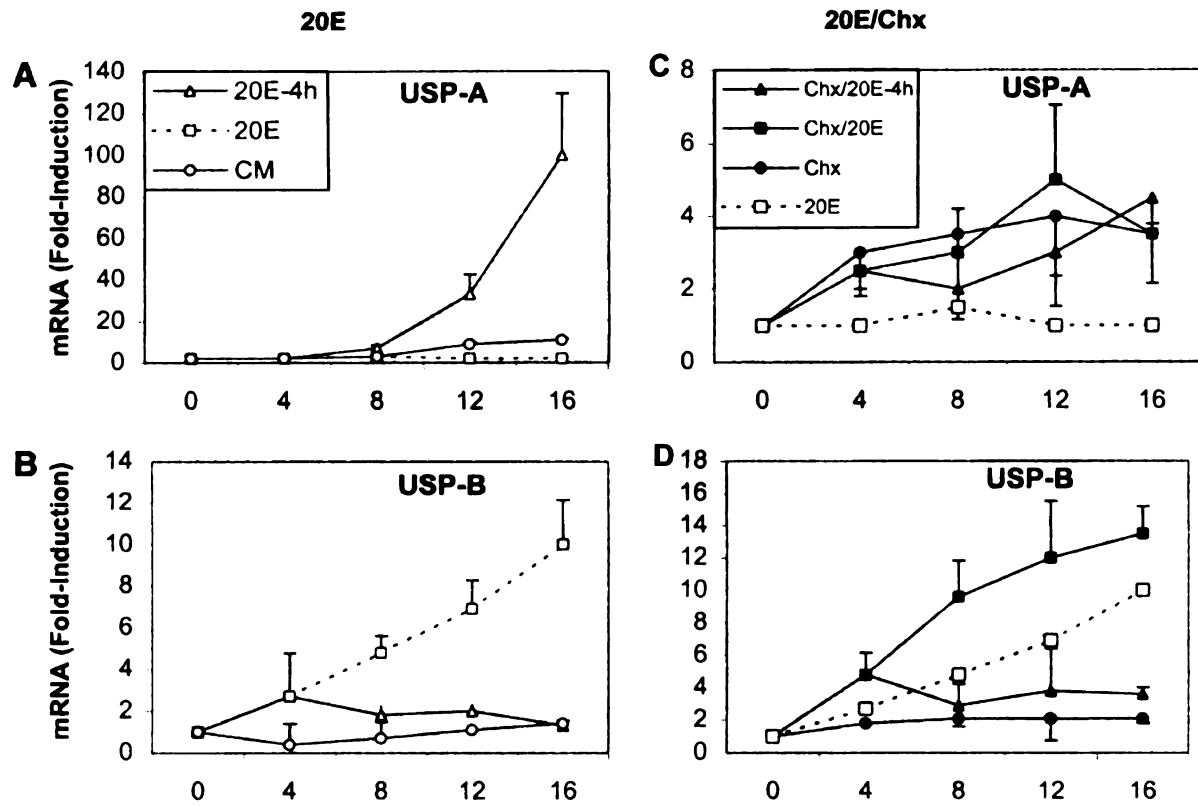 20E
20E/Chx
A
mRNA (Fold-Induction)
140
120
100
80
60
40
20
0
20E-4h
20E
CM
USP-A
0 4 8 12 16
C
8
6
4
2
0
Chx/20E-4h
Chx/20E
Chx
20E
USP-A
0 4 8 12 16
B
mRNA (Fold-Induction)
14
12
10
8
6
4
2
0
USP-B
0 4 8 12 16
D
18
16
14
12
10
8
6
4
2
0
USP-B
0 4 8 12 16